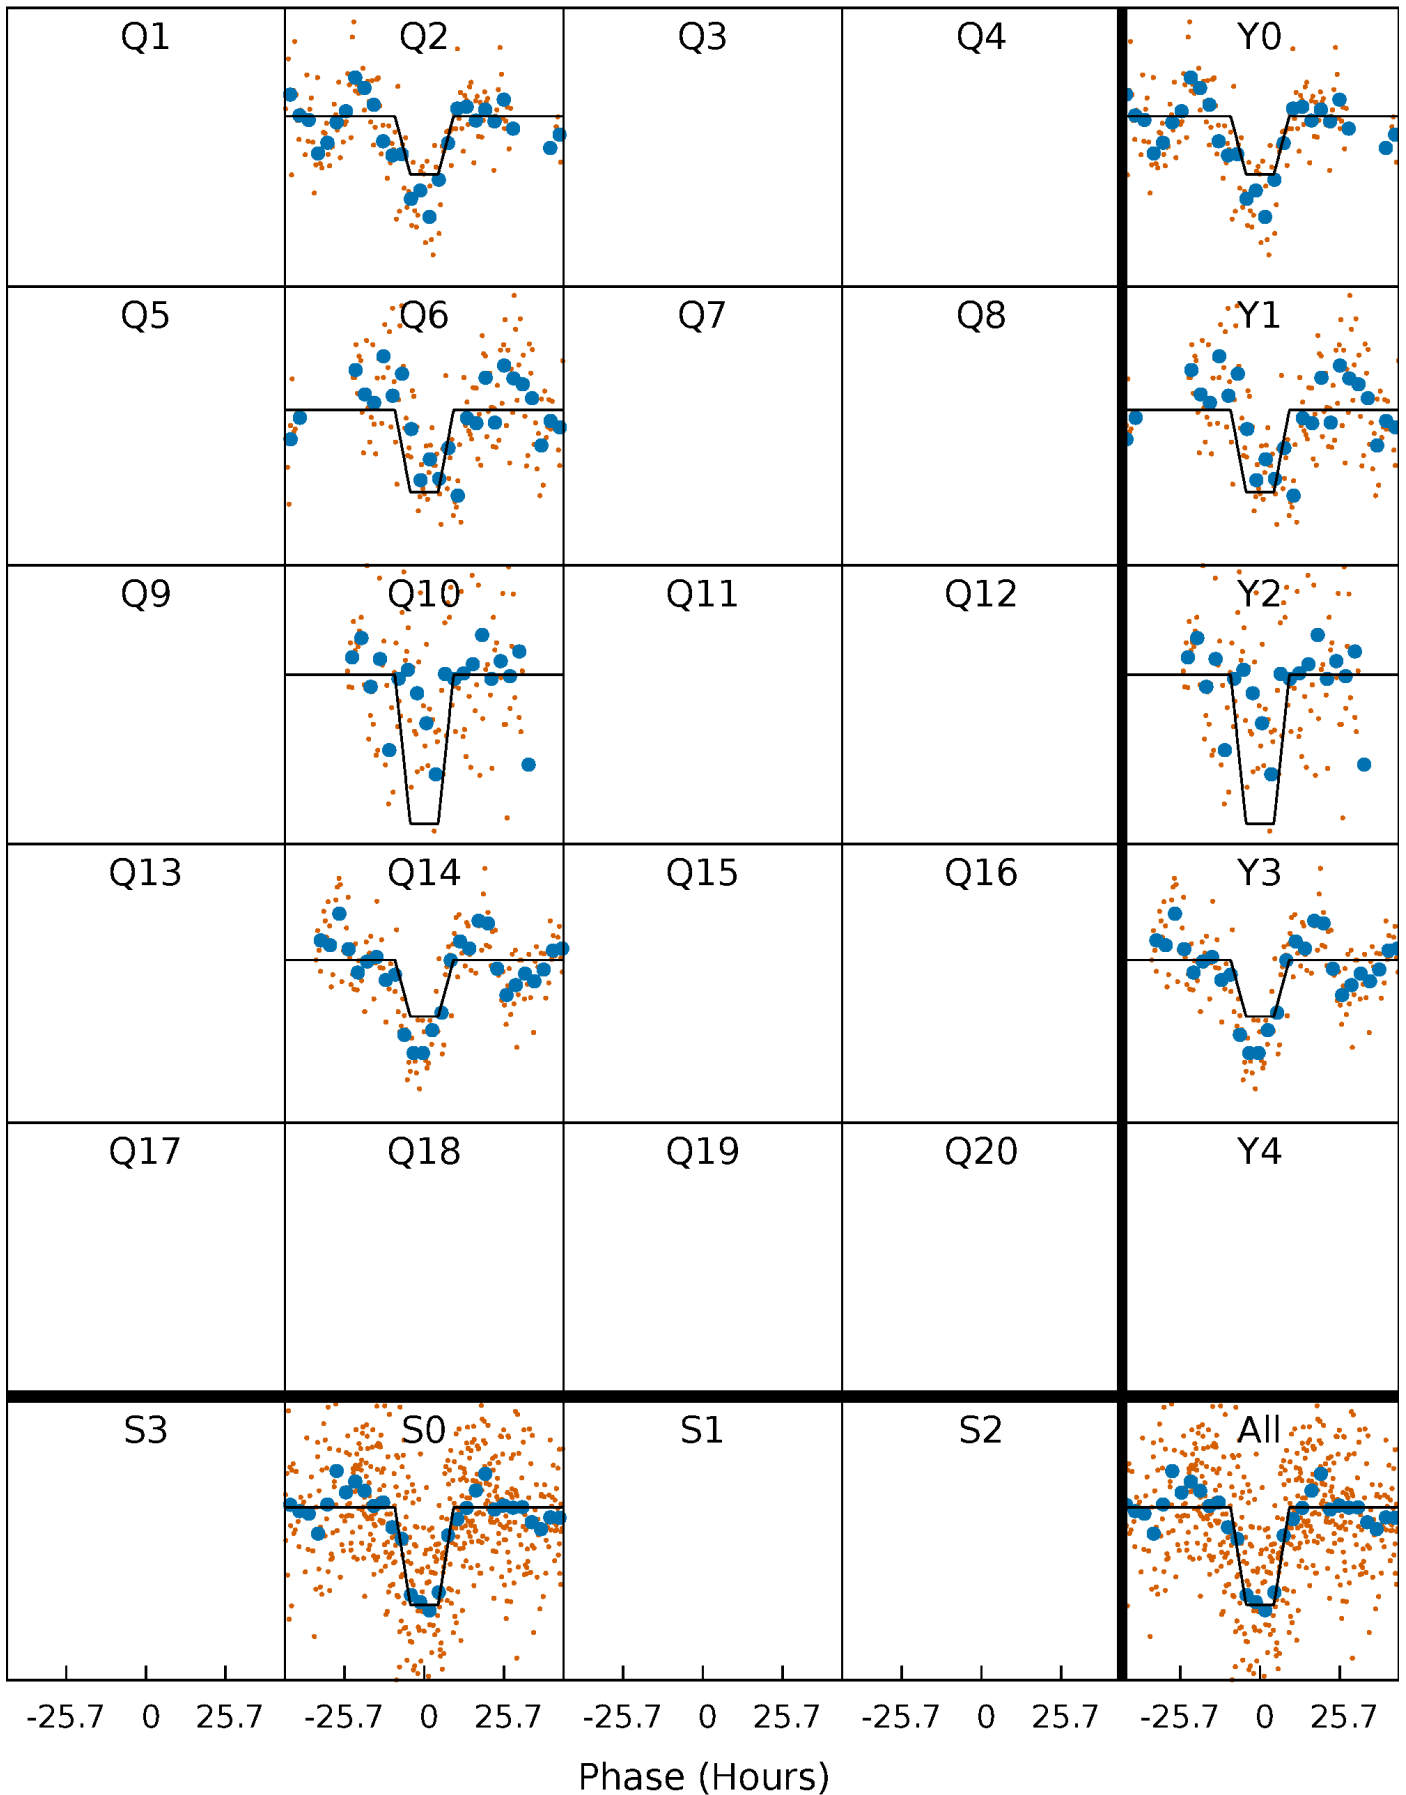 Q1 Q2 Q3 Q4 Y0
Q5 Q6 Q7 Q8 Y1
Q9 Q10 Q11 Q12 Y2
Q13 Q14 Q15 Q16 Y3
Q17 Q18 Q19 Q20 Y4
S3 S0 S1 S2 All
-25.7 0 25.7 -25.7 0 25.7 -25.7 0 25.7 -25.7 0 25.7 -25.7 0 25.7
Phase (Hours)